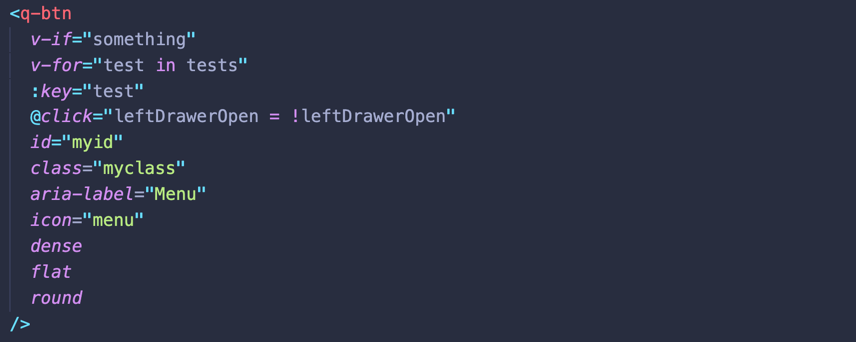 <q-btn
v-if="something"
v-for="test in tests"
:key="test"
@click="leftDrawerOpen = !leftDrawerOpen"
id="myid"
class="myclass"
aria-label="Menu"
icon="menu"
dense
flat
round
/>